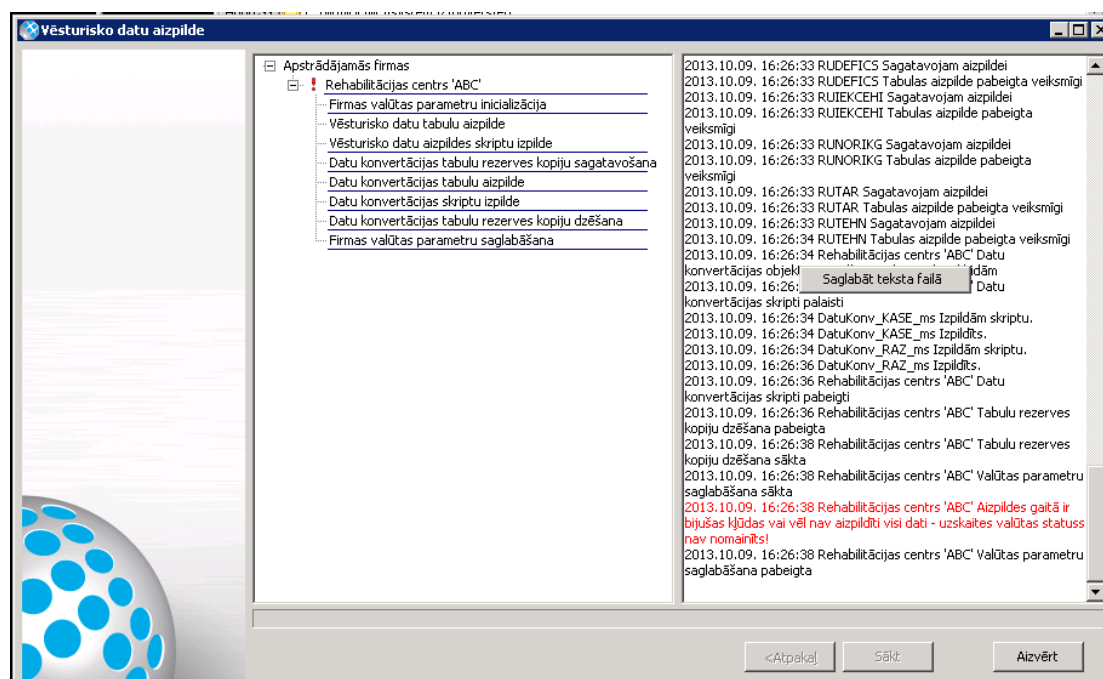 Vēsturisko datu aizpilde
Apstrādājamās firmas
Rehabilitācijas centrs 'ABC'
Firmas valūtas parametru inicializācija
Vēsturisko datu tabulu aizpilde
Vēsturisko datu aizpildes skriptu izpilde
Datu konvertācijas tabulu rezerves kopiju sagatavošana
Datu konvertācijas tabulu aizpilde
Datu konvertācijas skriptu izpilde
Datu konvertācijas tabulu rezerves kopiju dzēšana
Firmas valūtas parametru saglabāšana
2013.10.09. 16:26:33 RUDEFICS Sagatavojam aizpildei
2013.10.09. 16:26:33 RUDEFICS Tabulas aizpilde pabeigta veiksmīgi
2013.10.09. 16:26:33 RUIEKCEHI Sagatavojam aizpildei
2013.10.09. 16:26:33 RUIEKCEHI Tabulas aizpilde pabeigta
veiksmīgi
2013.10.09. 16:26:33 RUNORIKG Sagatavojam aizpildei
2013.10.09. 16:26:33 RUNORIKG Tabulas aizpilde pabeigta
veiksmīgi
2013.10.09. 16:26:33 RUTAR Sagatavojam aizpildei
2013.10.09. 16:26:33 RUTAR Tabulas aizpilde pabeigta veiksmīgi
2013.10.09. 16:26:33 RUTEHN Sagatavojam aizpildei
2013.10.09. 16:26:34 RUTEHN Tabulas aizpilde pabeigta veiksmīgi
2013.10.09. 16:26:34 Rehabilitācijas centrs 'ABC' Datu
konvertācijas
Saglabāt teksta failā
2013.10.09. 16:26: Datu
konvertācijas skripti palaisti
2013.10.09. 16:26:34 DatuKonv_KASE_ms Izpildām skriptu.
2013.10.09. 16:26:34 DatuKonv_KASE_ms Izpildīts.
2013.10.09. 16:26:34 DatuKonv_RAZ_ms Izpildām skriptu.
2013.10.09. 16:26:36 DatuKonv_RAZ_ms Izpildīts.
2013.10.09. 16:26:36 Rehabilitācijas centrs 'ABC' Datu
konvertācijas skripti pabeigti
2013.10.09. 16:26:36 Rehabilitācijas centrs 'ABC' Tabulu rezerves
kopiju dzēšana pabeigta
2013.10.09. 16:26:38 Rehabilitācijas centrs 'ABC' Tabulu rezerves
kopiju dzēšana sākta
2013.10.09. 16:26:38 Rehabilitācijas centrs 'ABC' Valūtas parametru
saglabāšana sākta
2013.10.09. 16:26:38 Rehabilitācijas centrs 'ABC' Aizpildes gaitā ir
bijušas kļūdas vai vēl nav aizpildīti visi dati - uzskaites valūtas statuss
nav nomainīts!
2013.10.09. 16:26:38 Rehabilitācijas centrs 'ABC' Valūtas parametru
saglabāšana pabeigta
<Atpakaļ
Sākt
Aizvērt